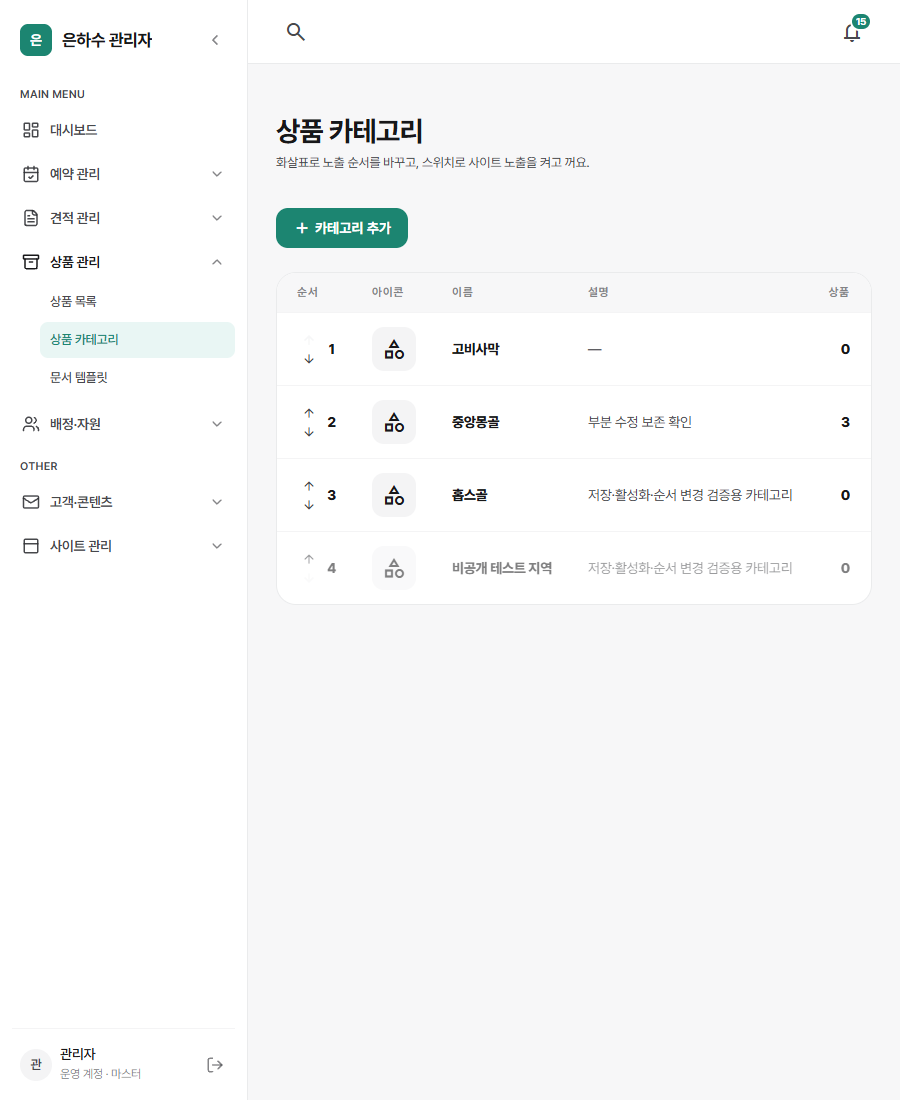 은 은하수 관리자
15
MAIN MENU
대시보드
예약 관리
견적 관리
상품 관리
상품 목록
상품 카테고리
문서 템플릿
배정·자원
OTHER
고객·콘텐츠
사이트 관리
관 관리자
운영 계정 · 마스터
상품 카테고리
화살표로 노출 순서를 바꾸고, 스위치로 사이트 노출을 켜고 꺼요.
카테고리 추가
순서 아이콘 이름 설명 상품
1 고비사막 — 0
2 중앙몽골 부분 수정 보존 확인 3
3 홉스골 저장·활성화·순서 변경 검증용 카테고리 0
4 비공개 테스트 지역 저장·활성화·순서 변경 검증용 카테고리 0